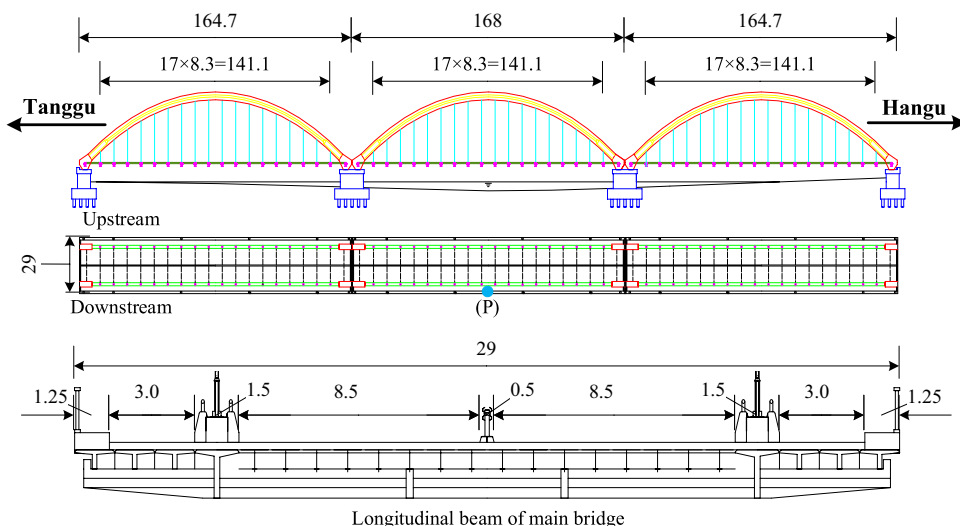 164.7 168 164.7
17×8.3=141.1 17×8.3=141.1 17×8.3=141.1
Tanggu Hangu
Upstream
29
Downstream (P)
29
1.25 3.0 1.5 8.5 0.5 8.5 1.5 3.0 1.25
Longitudinal beam of main bridge